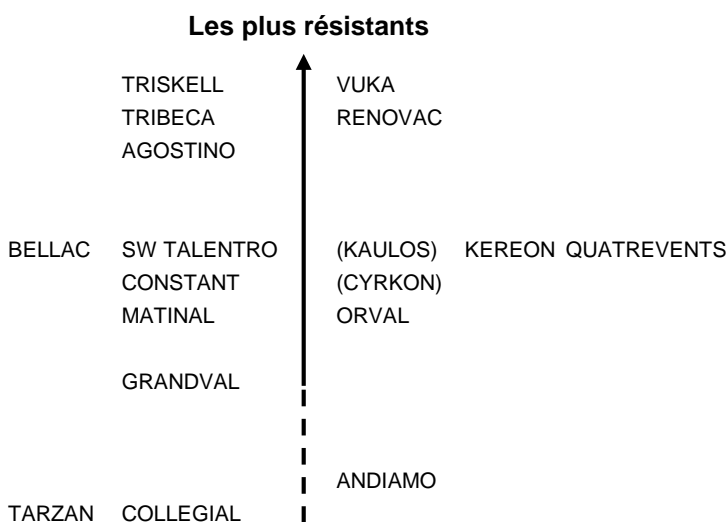 Les plus résistants
TRISKELL VUKA
TRIBECA RENOVAC
AGOSTINO
BELLAC SW TALENTRO (KAULOS) KEREON QUATREVENTS
CONSTANT (CYRKON)
MATINAL ORVAL
GRANDVAL
ANDIAMO
TARZAN COLLEGIAL